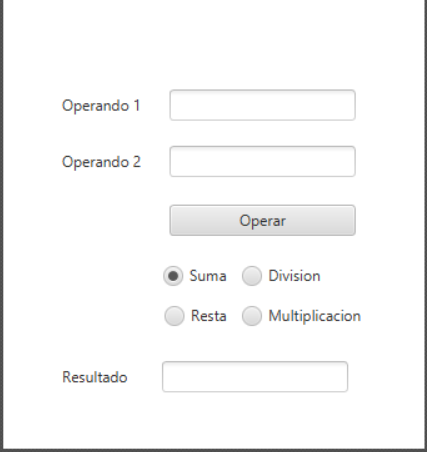 Operando 1
Operando 2
Operar
Suma Division
Resta Multiplicacion
Resultado